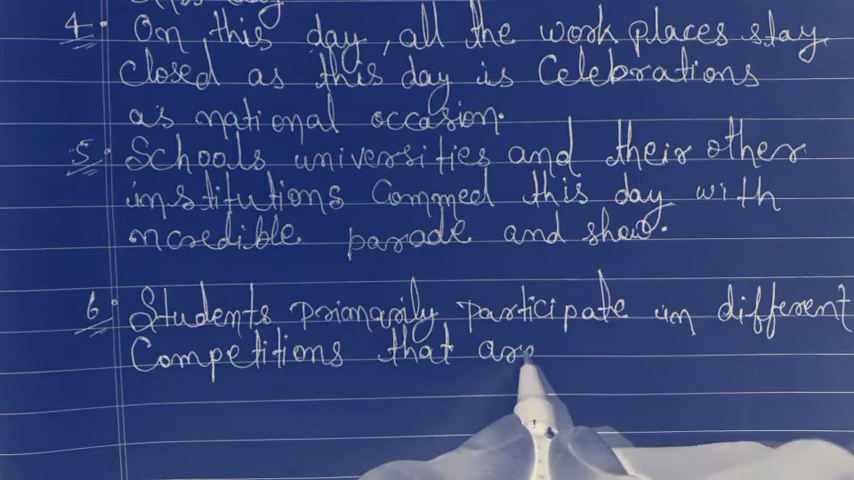 4. On this day, all the work places stay
closed as this day is Celebrations
as national occasion.
5. Schools universities and their other
institutions Commed this day with
ncredible parade and show.
6. Students primarily participate in different
Competitions that are